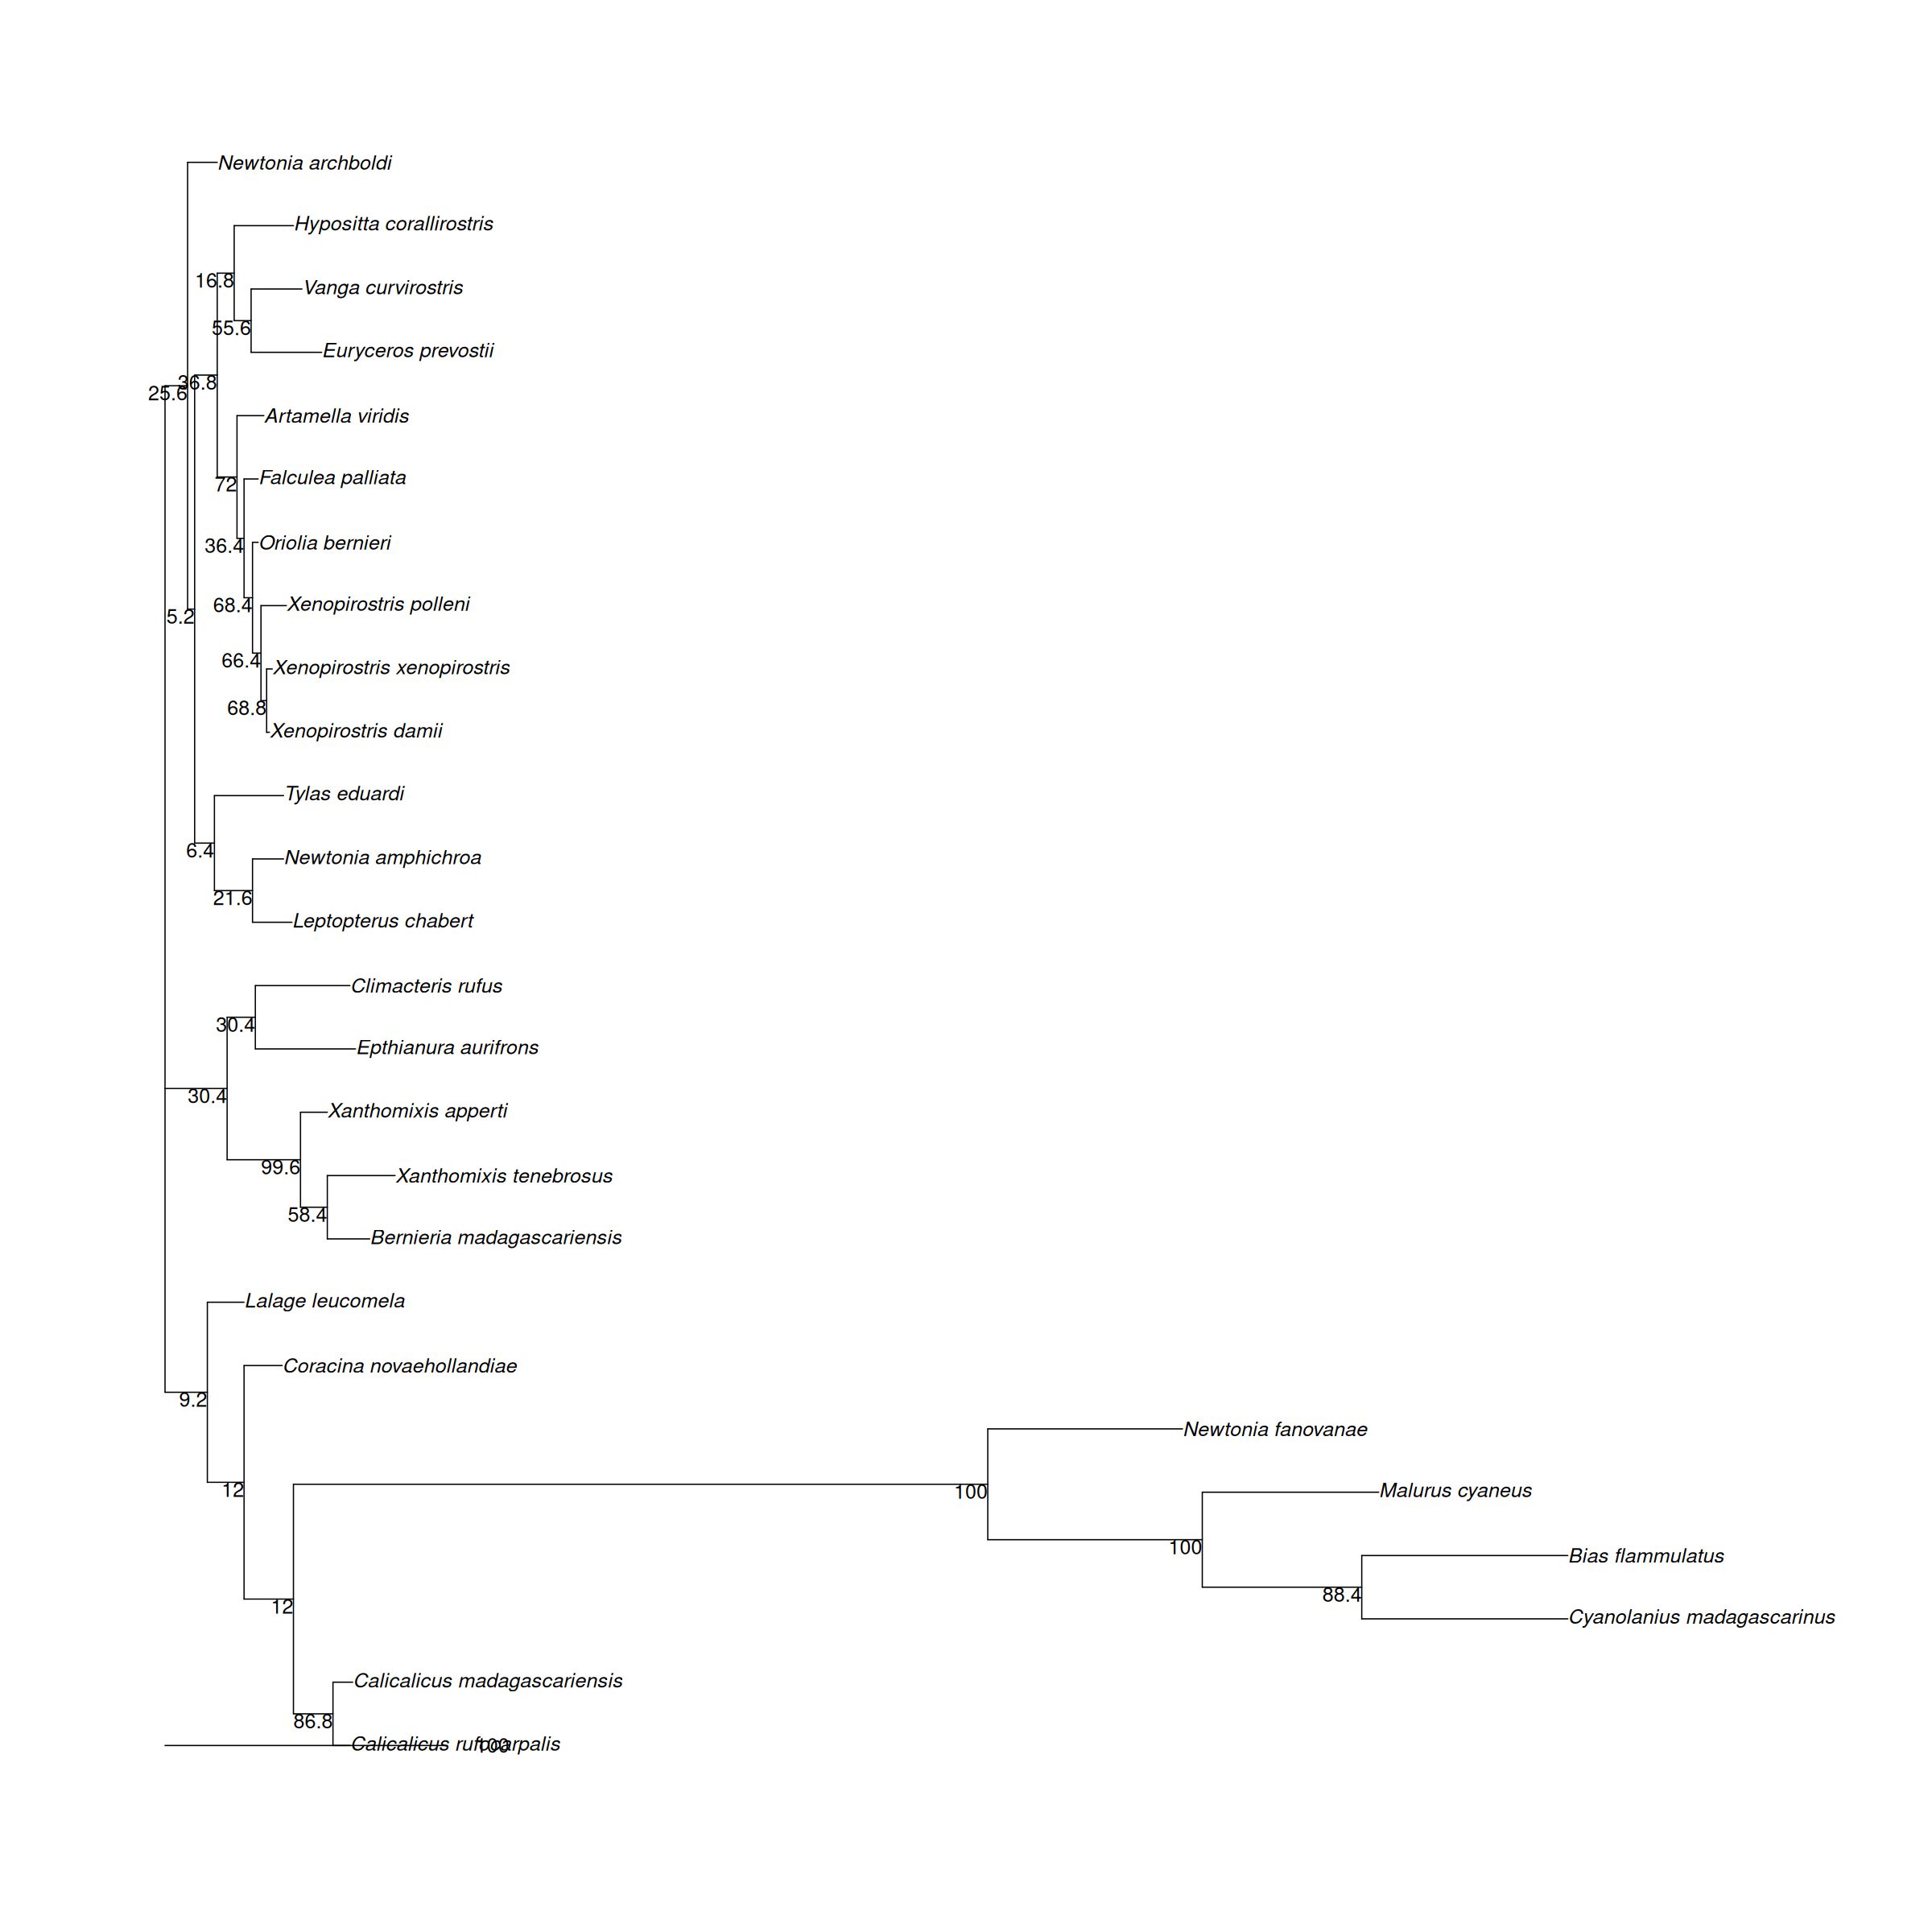 Newtonia archboldi
Hypositta corallirostris
16.8
Vanga curvirostris
55.6
Euryceros prevostii
36.8
25.6
Artamella viridis
Falculea palliata
72
Oriolia bernieri
36.4
Xenopirostris polleni
68.4
5.2
66.4
Xenopirostris xenopirostris
68.8
Xenopirostris damii
Tylas eduardi
6.4
Newtonia amphichroa
21.6
Leptopterus chabert
Climacteris rufus
30.4
Epthianura aurifrons
30.4
Xanthomixis apperti
99.6
Xanthomixis tenebrosus
58.4
Bernieria madagascariensis
Lalage leucomela
Coracina novaehollandiae
9.2
Newtonia fanovanae
12
100
Malurus cyaneus
100
Bias flammulatus
88.4
12
Cyanolanius madagascarinus
Calicalicus madagascariensis
86.8
Calicalicus rufocarpalis
100